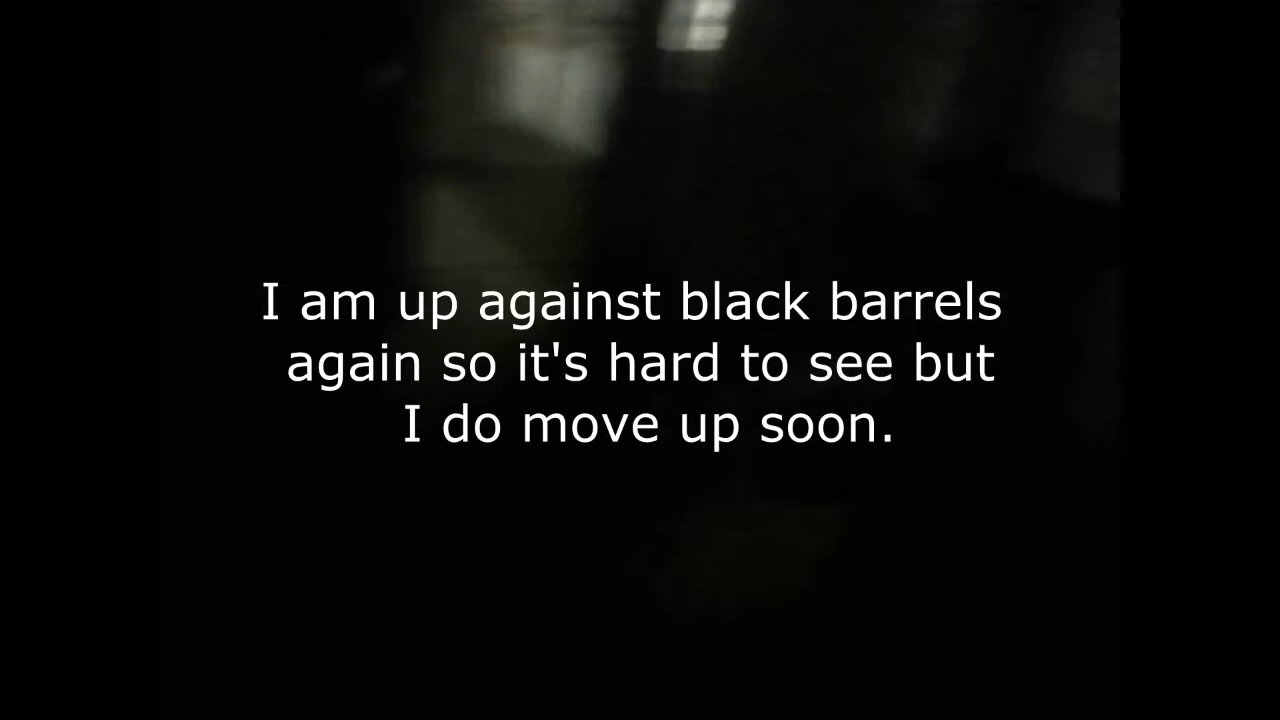 I am up against black barrels
again so it's hard to see but
I do move up soon.